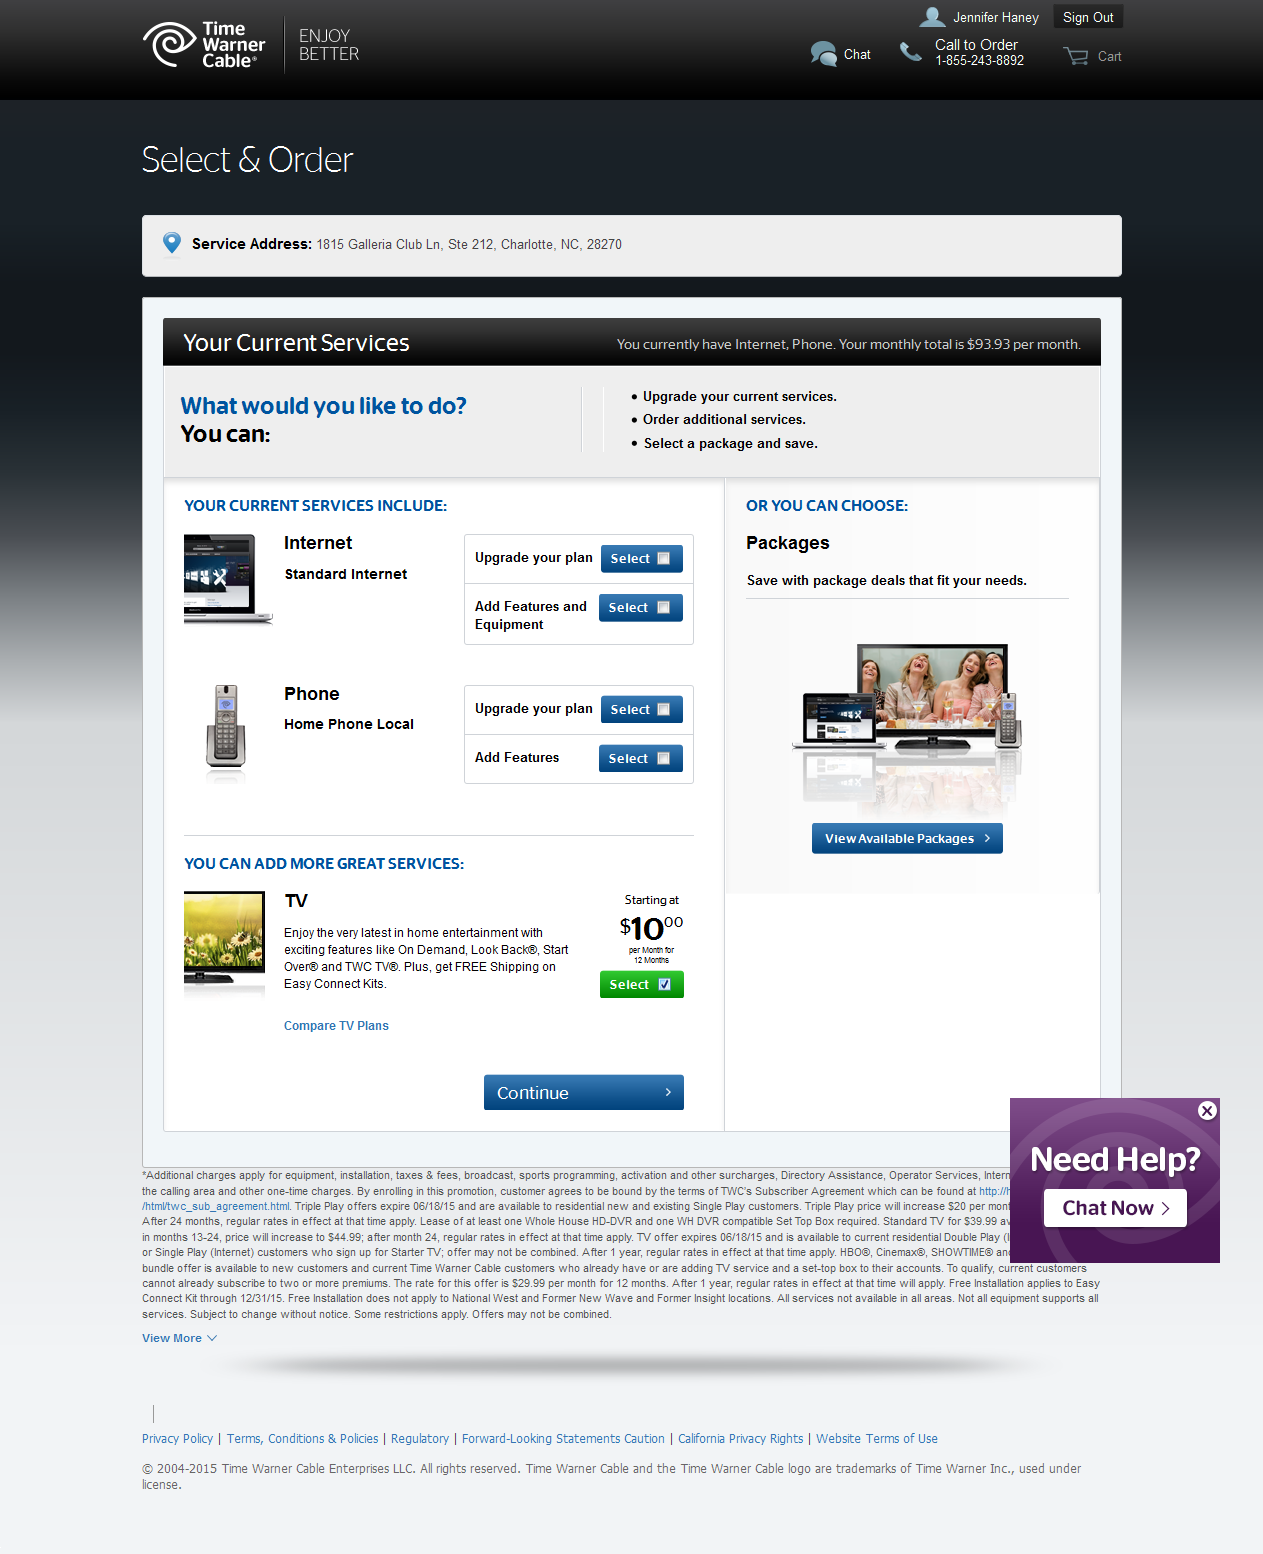 Time Warner Cable®
ENJOY BETTER
Jennifer Haney
Sign Out
Chat
Call to Order
1-855-243-8892
Cart
Select & Order
Service Address: 1815 Galleria Club Ln, Ste 212, Charlotte, NC, 28270
Your Current Services
You currently have Internet, Phone. Your monthly total is $93.93 per month.
What would you like to do?
You can:
• Upgrade your current services.
• Order additional services.
• Select a package and save.
YOUR CURRENT SERVICES INCLUDE:
Internet
Standard Internet
Upgrade your plan
Select
Add Features and
Equipment
Select
Phone
Home Phone Local
Upgrade your plan
Select
Add Features
Select
YOU CAN ADD MORE GREAT SERVICES:
TV
Enjoy the very latest in home entertainment with
exciting features like On Demand, Look Back®, Start
Over® and TWC TV®. Plus, get FREE Shipping on
Easy Connect Kits.
Compare TV Plans
Starting at
$10 00
per Month for
12 Months
Select
Continue
OR YOU CAN CHOOSE:
Packages
Save with package deals that fit your needs.
View Available Packages
Need Help?
Chat Now
*Additional charges apply for equipment, installation, taxes & fees, broadcast, sports programming, activation and other surcharges, Directory Assistance, Operator Services,
the calling area and other one-time charges. By enrolling in this promotion, customer agrees to be bound by the terms of TWC's Subscriber Agreement which can be found at
/html/twc_sub_agreement.html. Triple Play offers expire 06/18/15 and are available to residential new and existing Single Play customers. Triple Play price will increase $20 per
After 24 months, regular rates in effect at that time apply. Lease of at least one Whole House HD-DVR and one WH DVR compatible Set Top Box required. Standard TV for $39.99
in months 13-24, price will increase to $44.99; after month 24, regular rates in effect at that time apply. TV offer expires 06/18/15 and is available to current residential Double Play
or Single Play (Internet) customers who sign up for Starter TV; offer may not be combined. After 1 year, regular rates in effect at that time apply. HBO®, Cinemax®, SHOWTIME®
bundle offer is available to new customers and current Time Warner Cable customers who already have or are adding TV service and a set-top box to their accounts. To qualify, current customers
cannot already subscribe to two or more premiums. The rate for this offer is $29.99 per month for 12 months. After 1 year, regular rates in effect at that time will apply. Free Installation applies to Easy
Connect Kit through 12/31/15. Free Installation does not apply to National West and Former New Wave and Former Insight locations. All services not available in all areas. Not all equipment supports all
services. Subject to change without notice. Some restrictions apply. Offers may not be combined.
View More
Privacy Policy | Terms, Conditions & Policies | Regulatory | Forward-Looking Statements Caution | California Privacy Rights | Website Terms of Use
© 2004-2015 Time Warner Cable Enterprises LLC. All rights reserved. Time Warner Cable and the Time Warner Cable logo are trademarks of Time Warner Inc., used under
license.